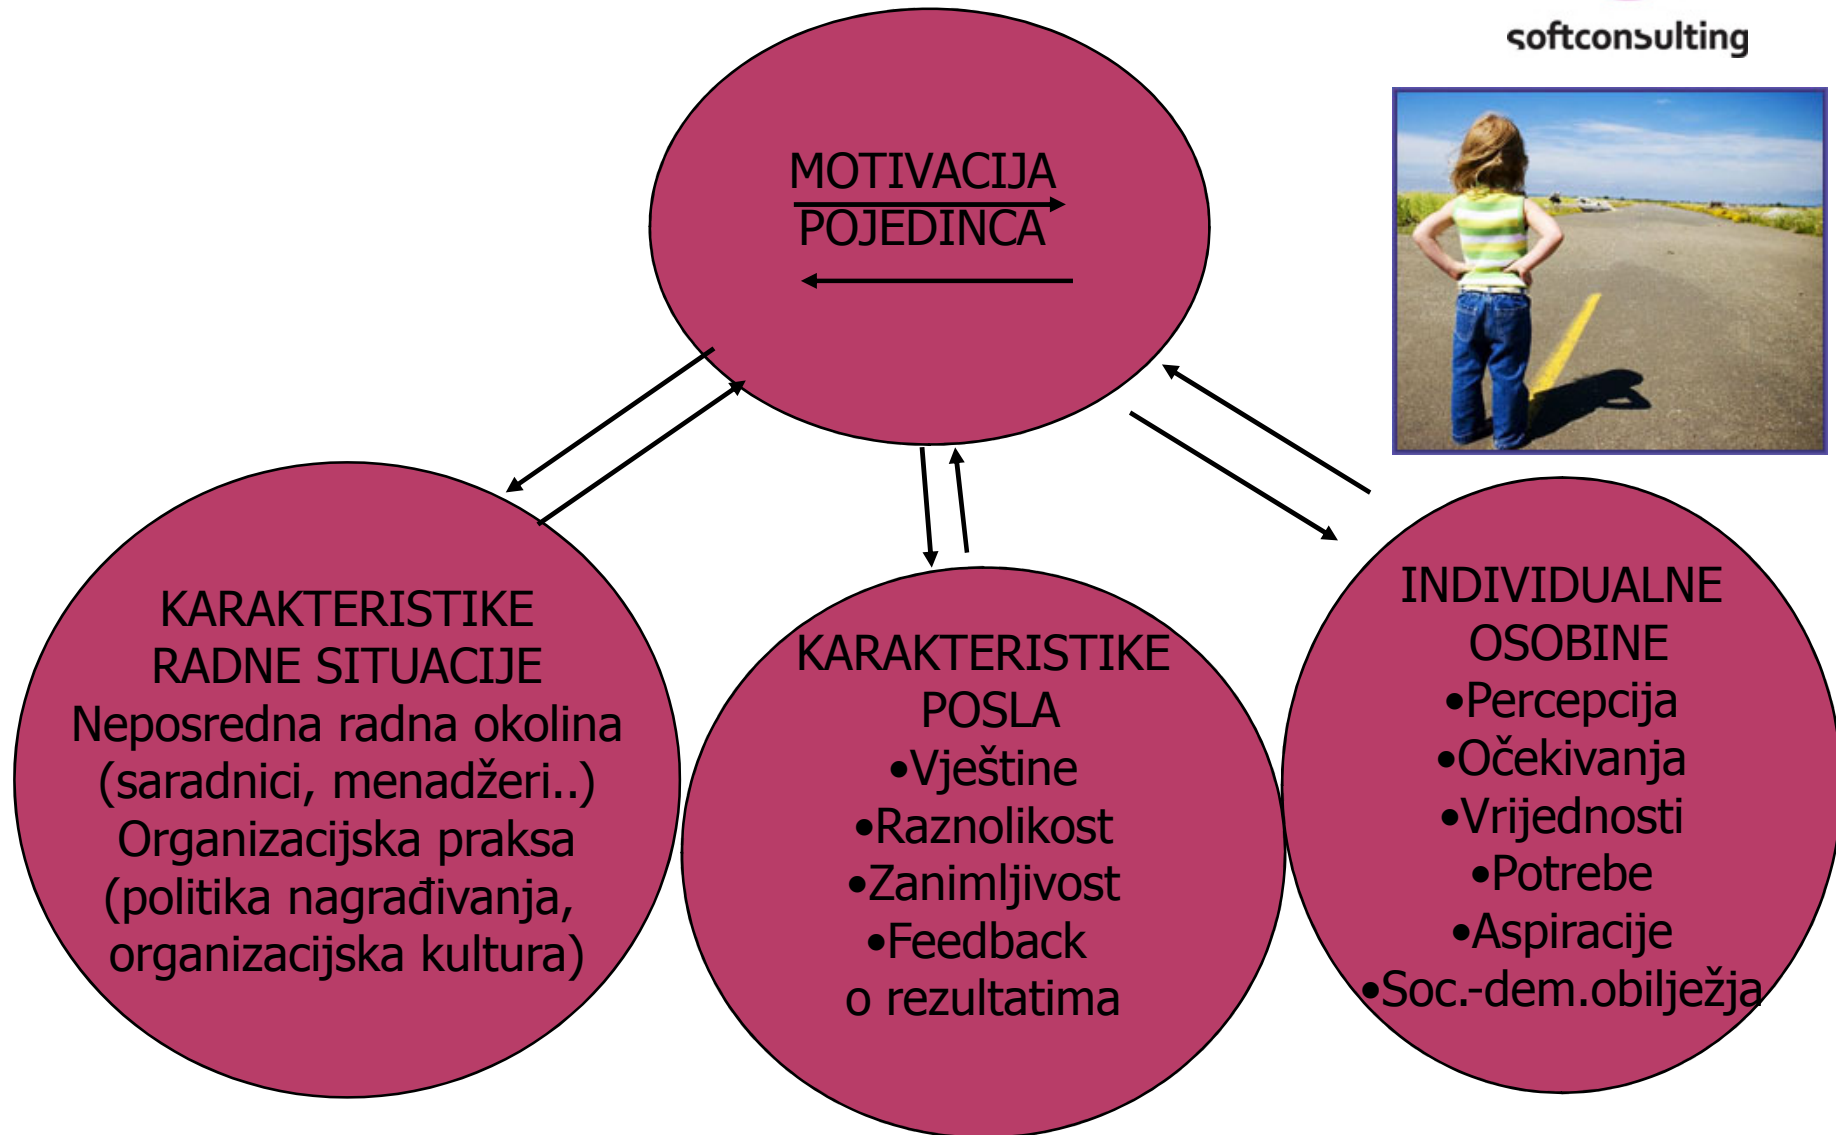 softconsulting
MOTIVACIJA
POJEDINCA
KARAKTERISTIKE
RADNE SITUACIJE
Neposredna radna okolina
(saradnici, menadžeri..)
Organizacijska praksa
(politika nagrađivanja,
organizacijska kultura)
KARAKTERISTIKE
POSLA
•Vještine
•Raznolikost
•Zanimljivost
•Feedback
o rezultatima
INDIVIDUALNE
OSOBINE
•Percepcija
•Očekivanja
•Vrijednosti
•Potrebe
•Aspiracije
•Soc.-dem.obilježja